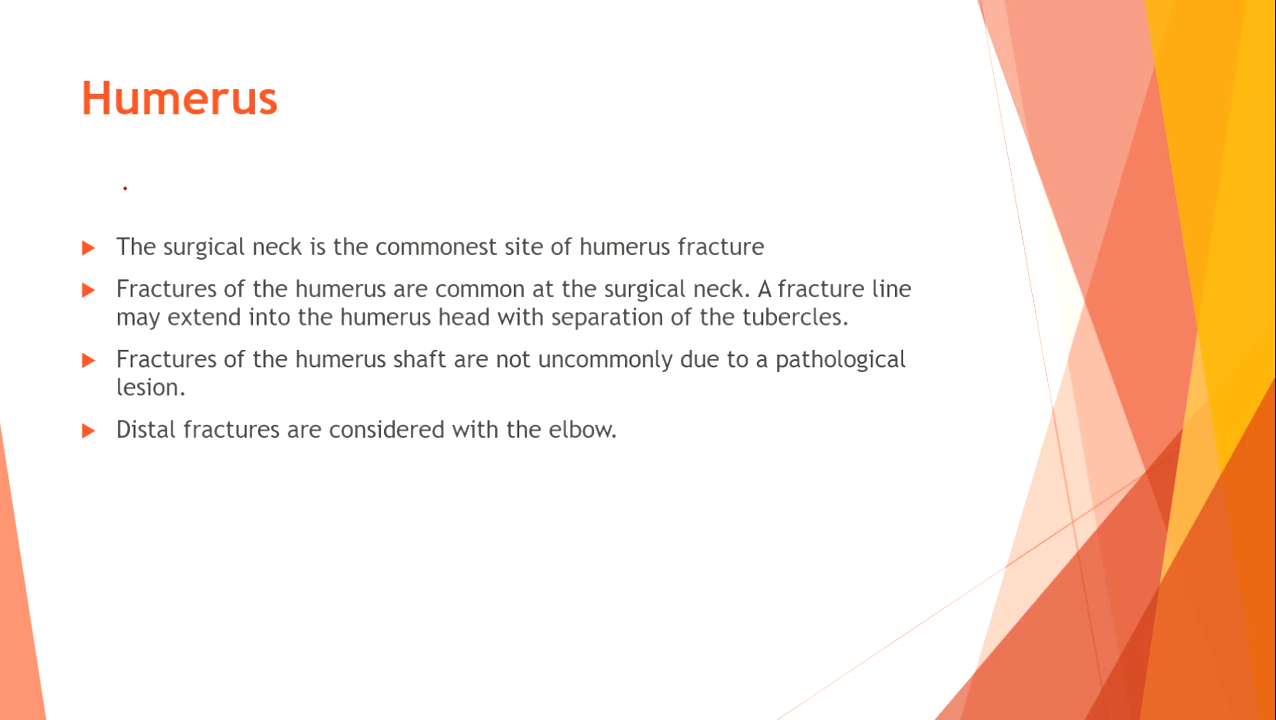 Humerus
The surgical neck is the commonest site of humerus fracture
Fractures of the humerus are common at the surgical neck. A fracture line
may extend into the humerus head with separation of the tubercles.
Fractures of the humerus shaft are not uncommonly due to a pathological
lesion.
Distal fractures are considered with the elbow.